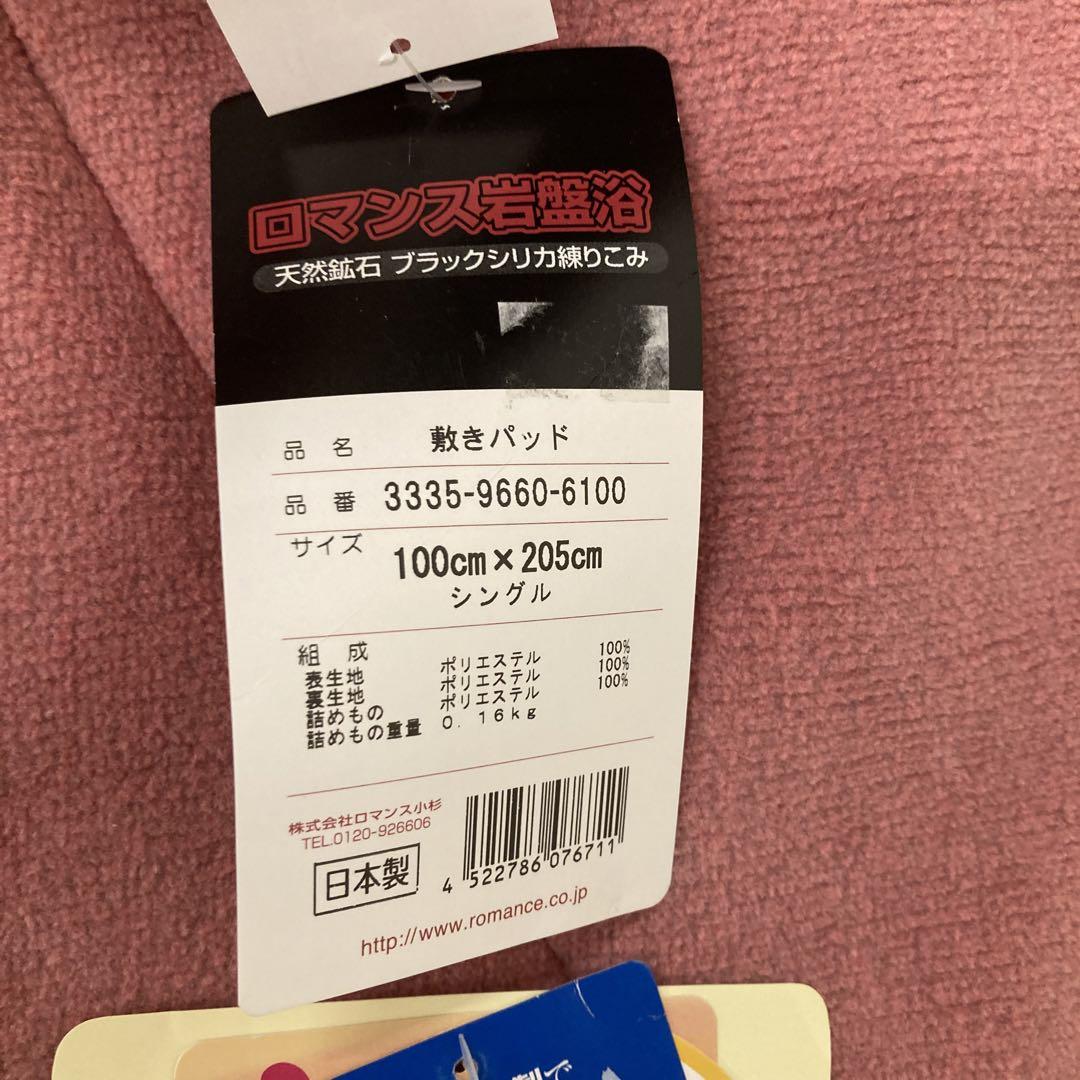 ロマンス岩盤浴
天然鉱石 ブラックシリカ練りこみ
品 名 敷きパッド
品 番 3335-9660-6100
サイズ 100cm×205cm
シングル
組 成
表生地 ポリエステル 100%
裏生地 ポリエステル 100%
詰めもの ポリエステル 100%
詰めもの重量 0.16kg
株式会社ロマンス小杉
TEL.0120-926606
日本製
4 522786 076711
http://www.romance.co.jp
製で